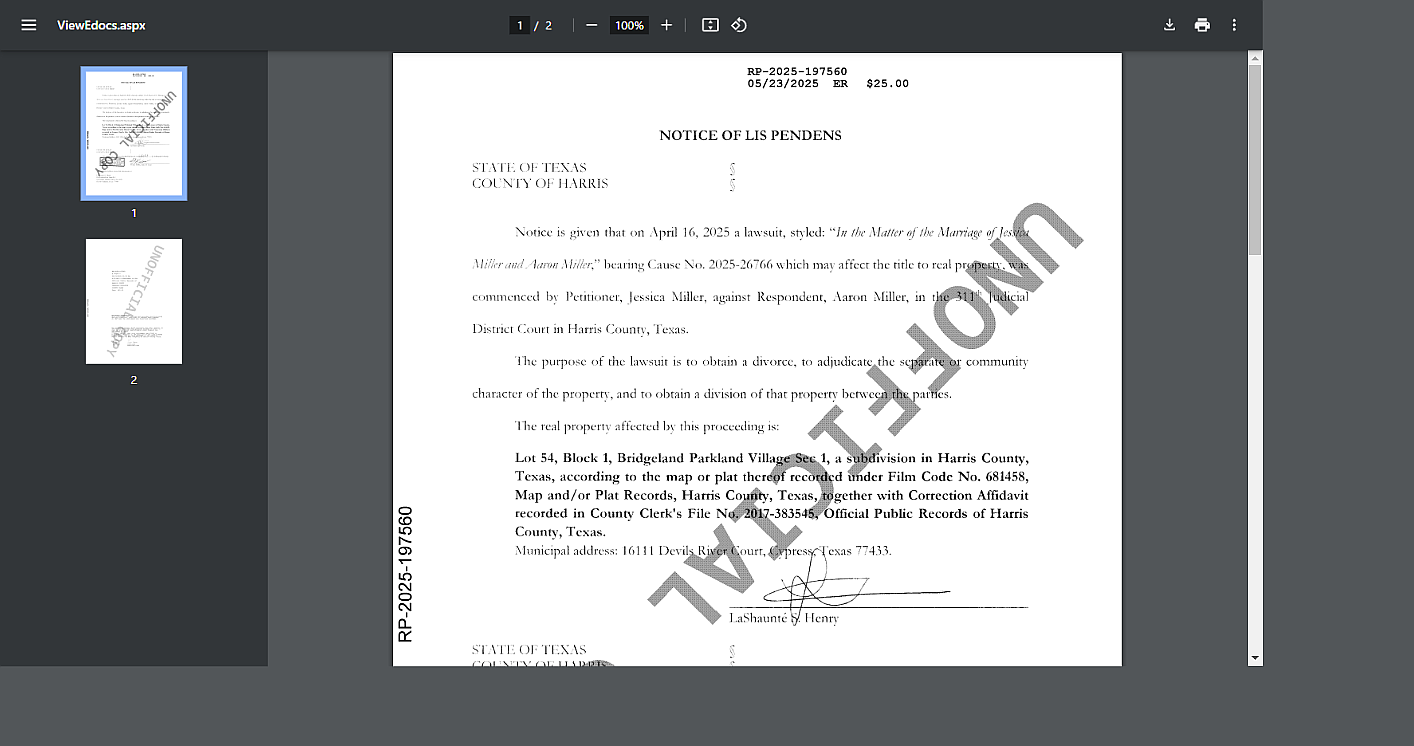 ViewEdocs.aspx
1 / 2
100%
1
2
RP-2025-197560
05/23/2025 ER $25.00
NOTICE OF LIS PENDENS
STATE OF TEXAS §
COUNTY OF HARRIS §
Notice is given that on April 16, 2025 a lawsuit, styled: “In the Matter of the Marriage of Jessica
Miller and Aaron Miller,” bearing Cause No. 2025-26766 which may affect the title to real property, was
commenced by Petitioner, Jessica Miller, against Respondent, Aaron Miller, in the 311th Judicial
District Court in Harris County, Texas.
The purpose of the lawsuit is to obtain a divorce, to adjudicate the separate or community
character of the property, and to obtain a division of that property between the parties.
The real property affected by this proceeding is:
Lot 54, Block 1, Bridgeland Parkland Village Sec 1, a subdivision in Harris County,
Texas, according to the map or plat thereof recorded under Film Code No. 681458,
Map and/or Plat Records, Harris County, Texas, together with Correction Affidavit
recorded in County Clerk's File No. 2017-383545, Official Public Records of Harris
County, Texas.
Municipal address: 16111 Devils River Court, Cypress, Texas 77433.
LaShaunté S. Henry
STATE OF TEXAS §
COUNTY OF HARRIS §
RP-2025-197560
UNOFFICIAL
UNOFFICIAL
COPY
UNOFFICIAL
COPY